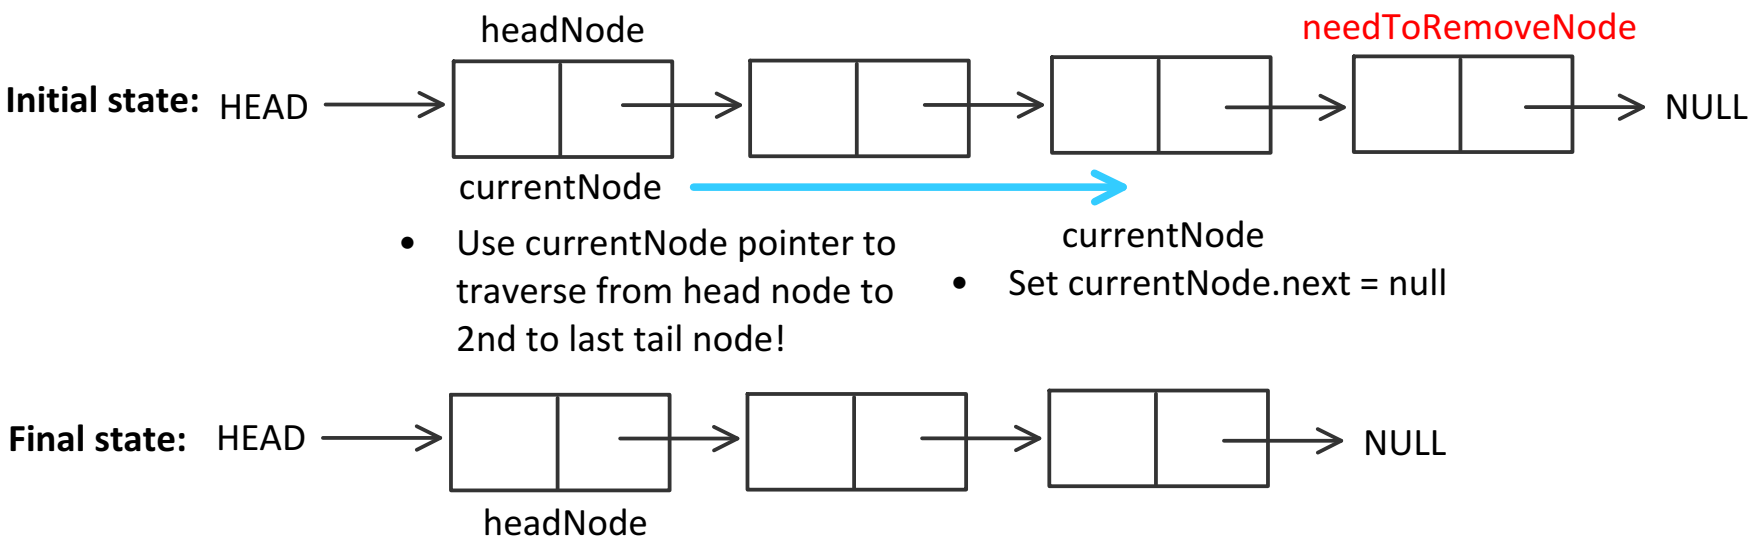 headNode
needToRemoveNode
Initial state: HEAD
NULL
currentNode
currentNode
• Use currentNode pointer to
traverse from head node to
2nd to last tail node!
• Set currentNode.next = null
Final state: HEAD
NULL
headNode